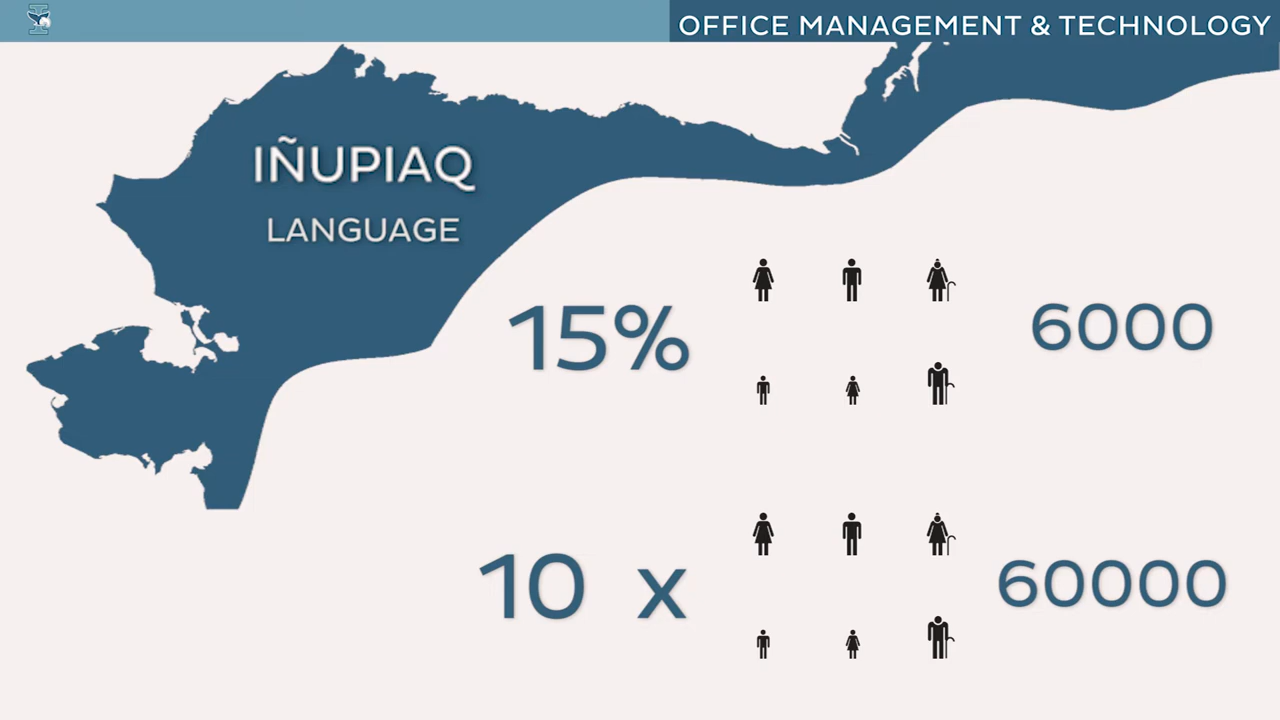 OFFICE MANAGEMENT & TECHNOLOGY
IÑUPIAQ
LANGUAGE
15%
6000
10 x
60000